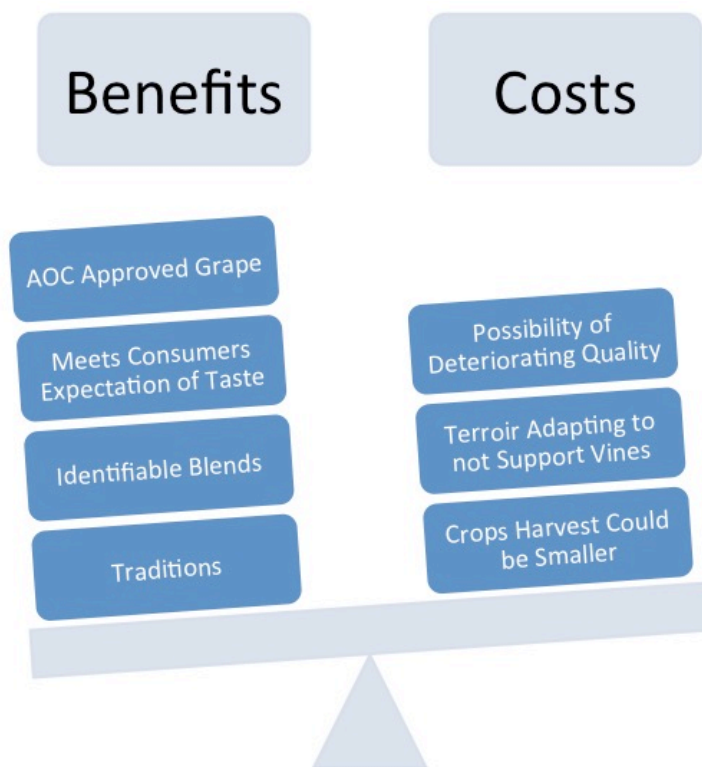 Benefits
Costs
AOC Approved Grape
Meets Consumers
Expectation of Taste
Identifiable Blends
Traditions
Possibility of
Deteriorating Quality
Terroir Adapting to
not Support Vines
Crops Harvest Could
be Smaller